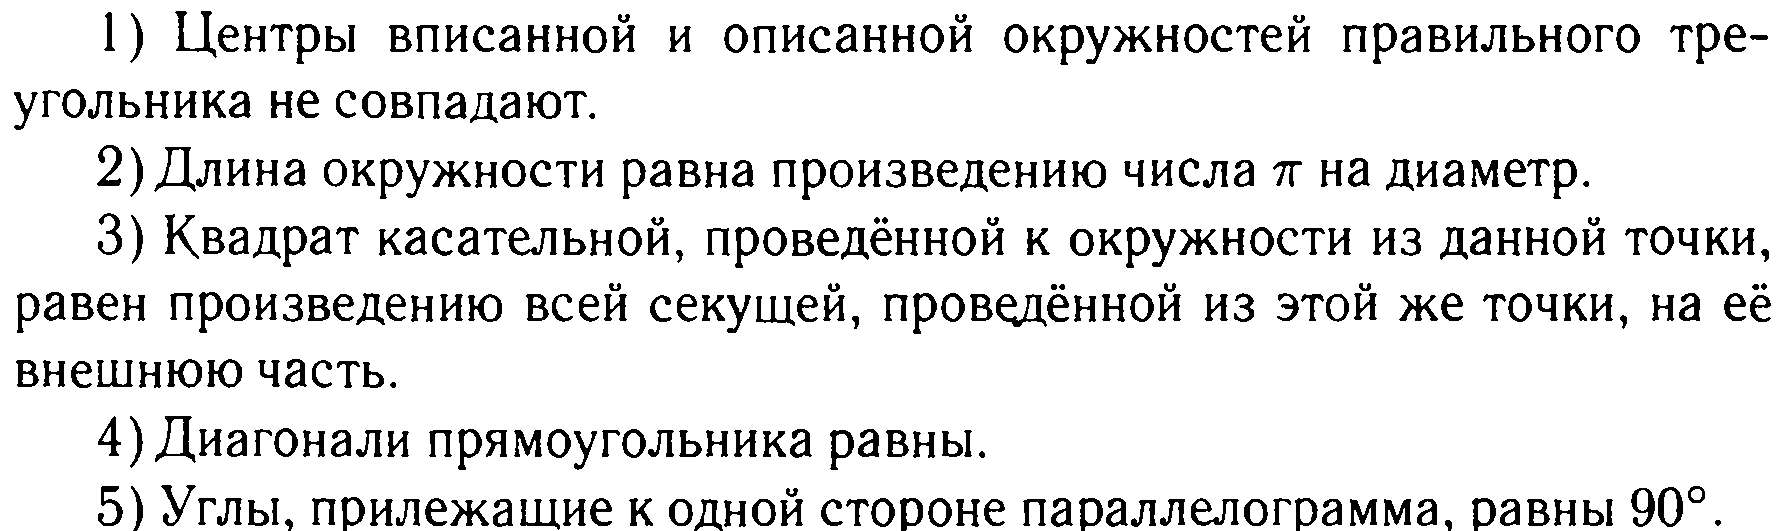 1) Центры вписанной и описанной окружностей правильного тре-
угольника не совпадают.
2) Длина окружности равна произведению числа π на диаметр.
3) Квадрат касательной, проведённой к окружности из данной точки,
равен произведению всей секущей, проведённой из этой же точки, на её
внешнюю часть.
4) Диагонали прямоугольника равны.
5) Углы, прилежащие к одной стороне параллелограмма, равны 90°.